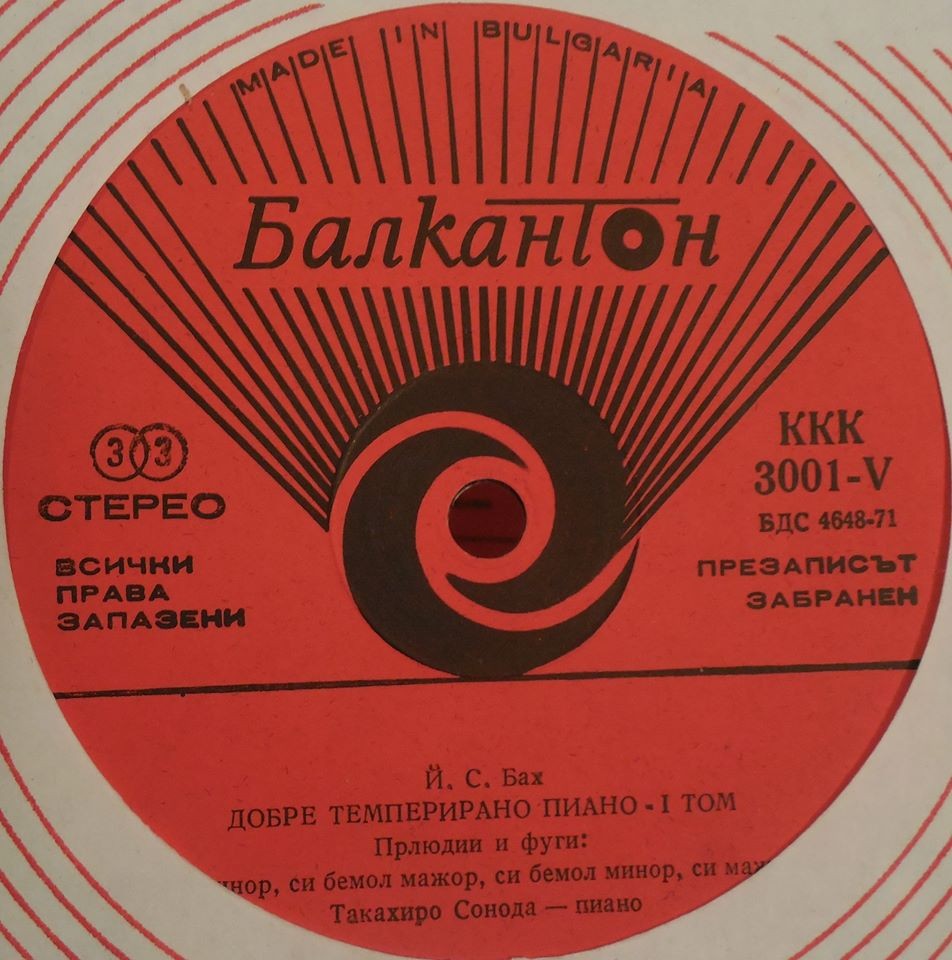 MADE IN BULGARIA
Балкантон
33
СТЕРЕО
ВСИЧКИ
ПРАВА
ЗАПАЗЕНИ
ККК
3001-V
БДС 4648-71
ПРЕЗАПИСЪТ
ЗАБРАНЕН
Й. С. Бах
ДОБРЕ ТЕМПЕРИРАНО ПИАНО - I ТОМ
Прлюдии и фуги:
си бемол мажор, си бемол минор, си
Такахиро Сонода — пиано